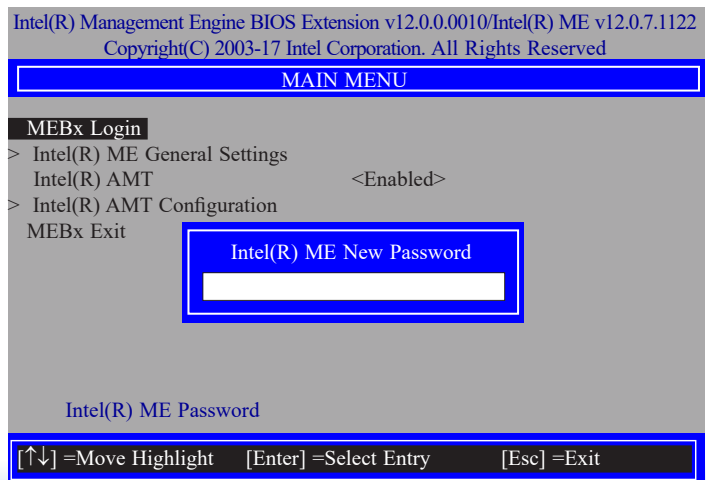 Intel(R) Management Engine BIOS Extension v12.0.0.0010/Intel(R) ME v12.0.7.1122
Copyright(C) 2003-17 Intel Corporation. All Rights Reserved
MAIN MENU
MEBx Login
> Intel(R) ME General Settings
Intel(R) AMT <Enabled>
> Intel(R) AMT Configuration
MEBx Exit
Intel(R) ME New Password
Intel(R) ME Password
[↑↓] =Move Highlight [Enter] =Select Entry [Esc] =Exit